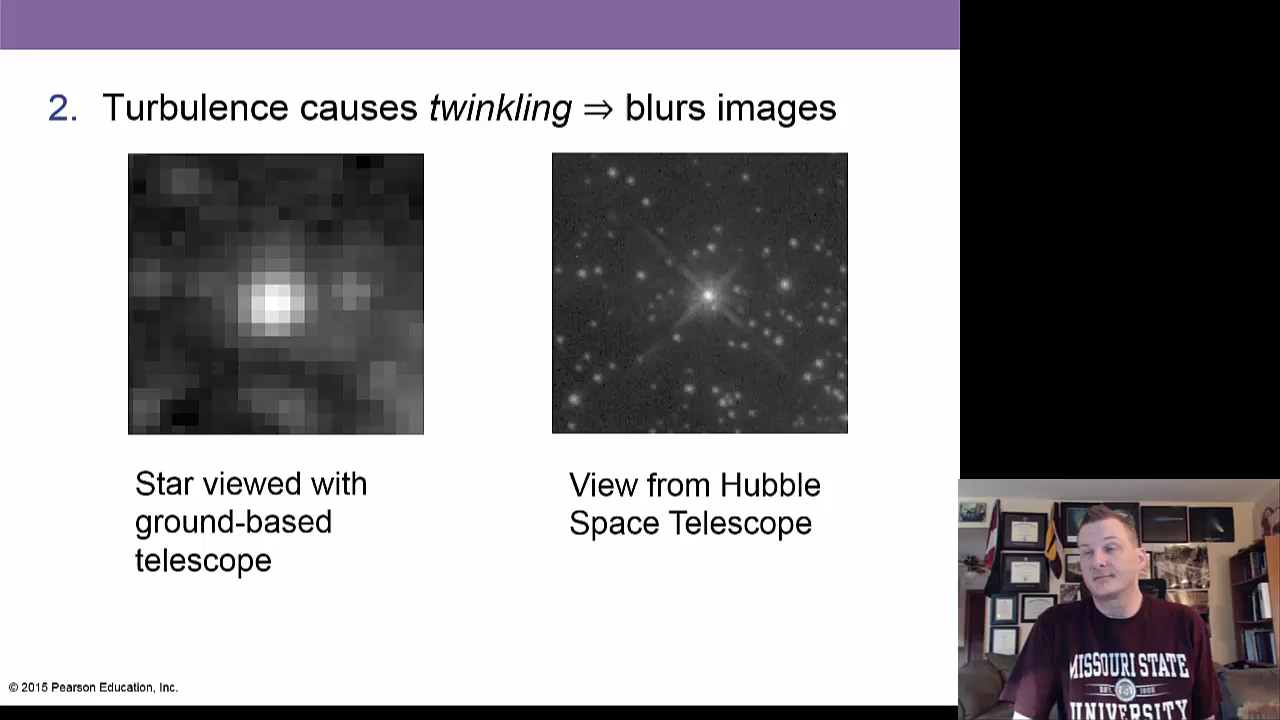 2. Turbulence causes twinkling ⇒ blurs images
Star viewed with
ground-based
telescope
View from Hubble
Space Telescope
© 2015 Pearson Education, Inc.
MISSOURI STATE
UNIVERSITY